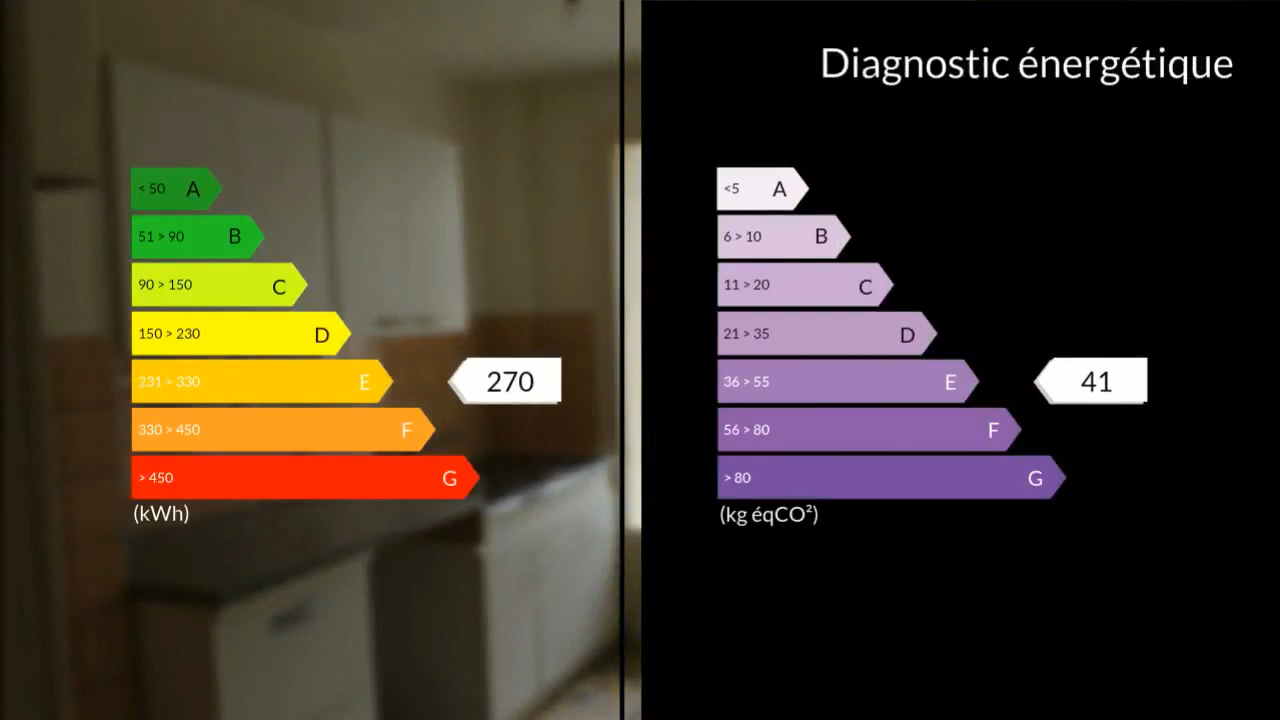 Diagnostic énergétique
< 50 A
51 > 90 B
90 > 150 C
150 > 230 D
231 > 330 E
270
330 > 450 F
> 450 G
(kWh)
<5 A
6 > 10 B
11 > 20 C
21 > 35 D
36 > 55 E
41
56 > 80 F
> 80 G
(kg éqCO²)